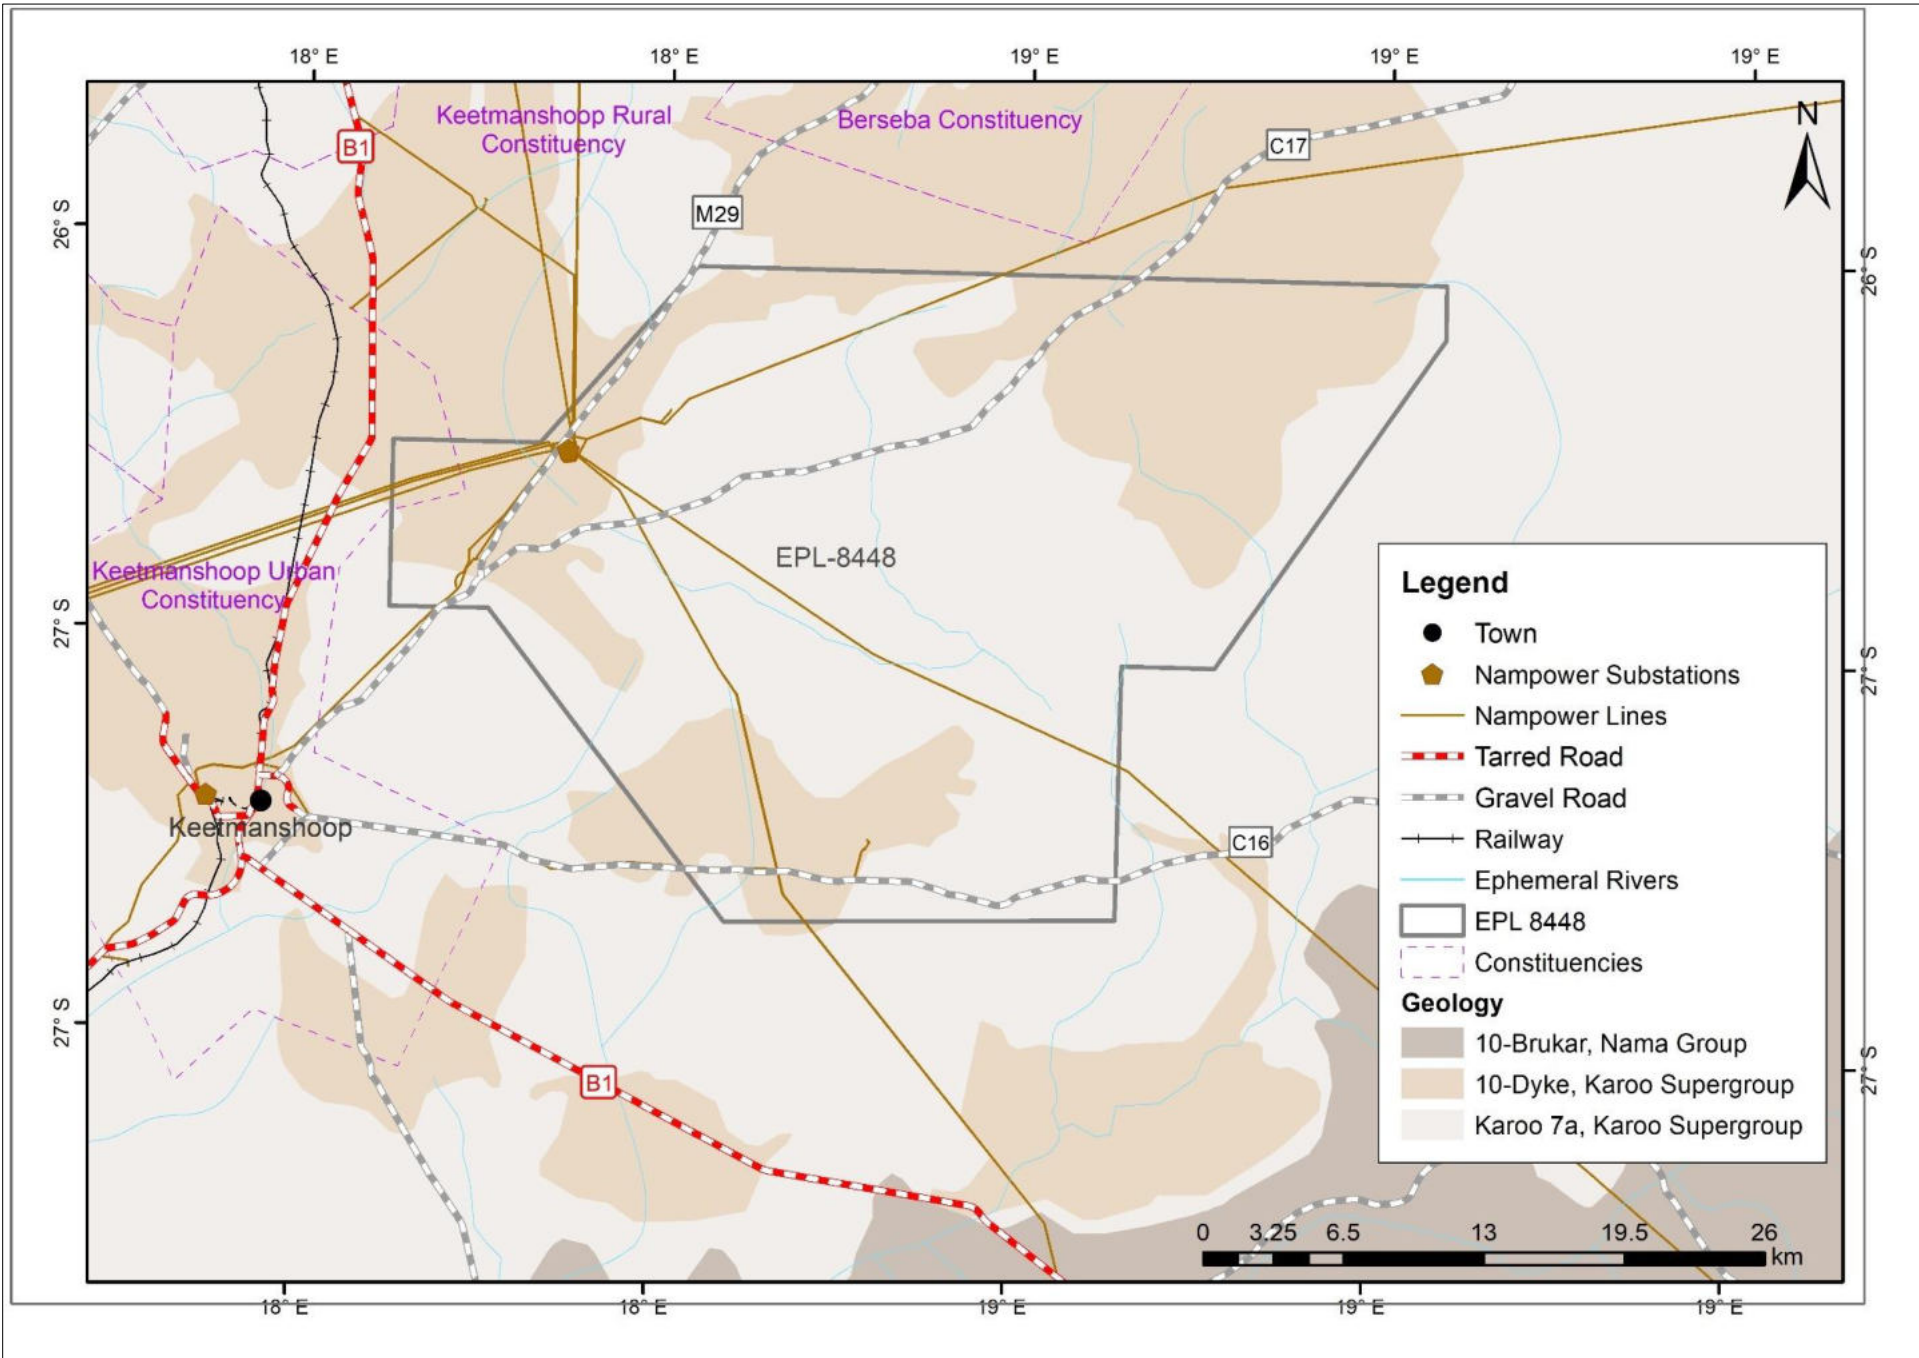 18° E 18° E 19° E 19° E 19° E
Keetmanshoop Rural
Constituency
Berseba Constituency
B1
C17
N
M29
26° S
26° S
EPL-8448
Keetmanshoop Urban
Constituency
27° S
27° S
Keetmanshoop
C16
27° S
27° S
B1
Legend
Town
Nampower Substations
Nampower Lines
Tarred Road
Gravel Road
Railway
Ephemeral Rivers
EPL 8448
Constituencies
Geology
10-Brukar, Nama Group
10-Dyke, Karoo Supergroup
Karoo 7a, Karoo Supergroup
0 3.25 6.5 13 19.5 26
km
18° E 18° E 19° E 19° E 19° E